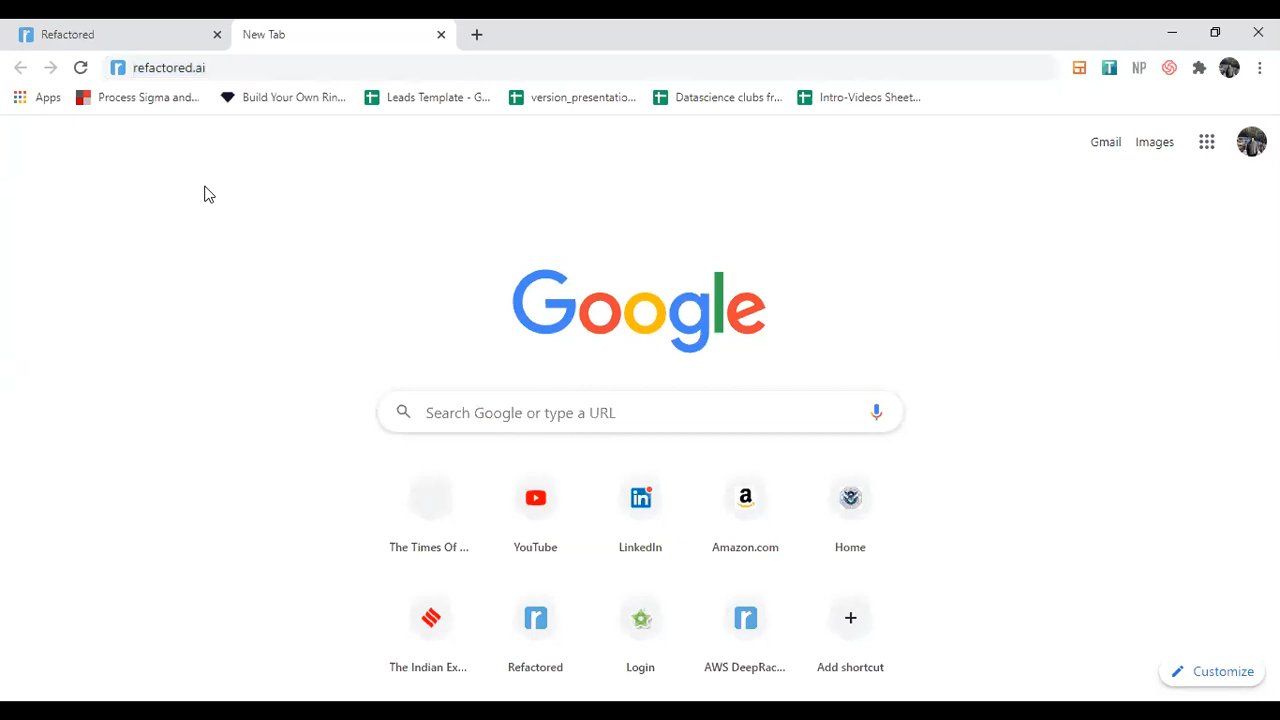 Refactored
New Tab
refactored.ai
Apps
Process Sigma and...
Build Your Own Rin...
Leads Template - G...
version_presentatio...
Datascience clubs fr...
Intro-Videos Sheet...
NP
Gmail
Images
Google
Search Google or type a URL
The Times Of ...
YouTube
LinkedIn
Amazon.com
Home
The Indian Ex...
Refactored
Login
AWS DeepRac...
Add shortcut
Customize